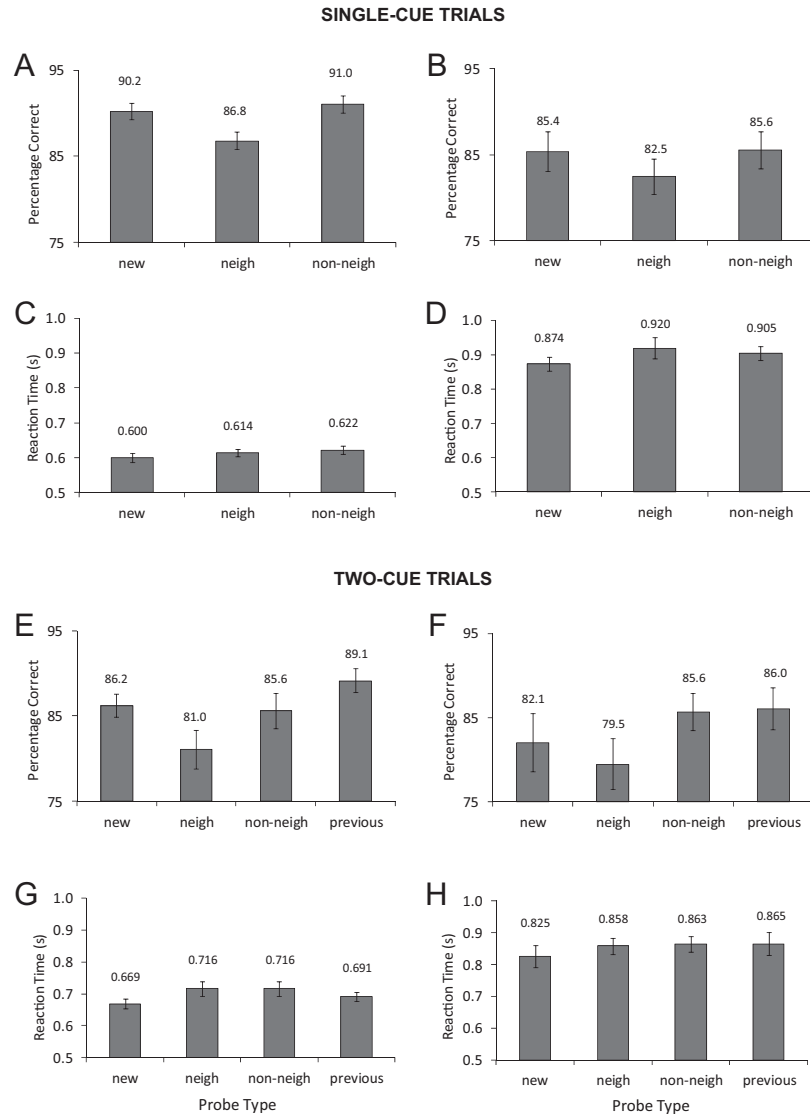 SINGLE-CUE TRIALS
A
Percentage Correct
95
85
75
90.2
86.8
91.0
new
neigh
non-neigh
B
Percentage Correct
95
85
75
85.4
82.5
85.6
new
neigh
non-neigh
C
Reaction Time (s)
1.0
0.9
0.8
0.7
0.6
0.5
0.600
0.614
0.622
new
neigh
non-neigh
D
Reaction Time (s)
1.0
0.9
0.8
0.7
0.6
0.5
0.874
0.920
0.905
new
neigh
non-neigh
TWO-CUE TRIALS
E
Percentage Correct
95
85
75
86.2
81.0
85.6
89.1
new
neigh
non-neigh
previous
F
Percentage Correct
95
85
75
82.1
79.5
85.6
86.0
new
neigh
non-neigh
previous
G
Reaction Time (s)
1.0
0.9
0.8
0.7
0.6
0.5
0.669
0.716
0.716
0.691
new
neigh
non-neigh
previous
Probe Type
H
Reaction Time (s)
1.0
0.9
0.8
0.7
0.6
0.5
0.825
0.858
0.863
0.865
new
neigh
non-neigh
previous
Probe Type